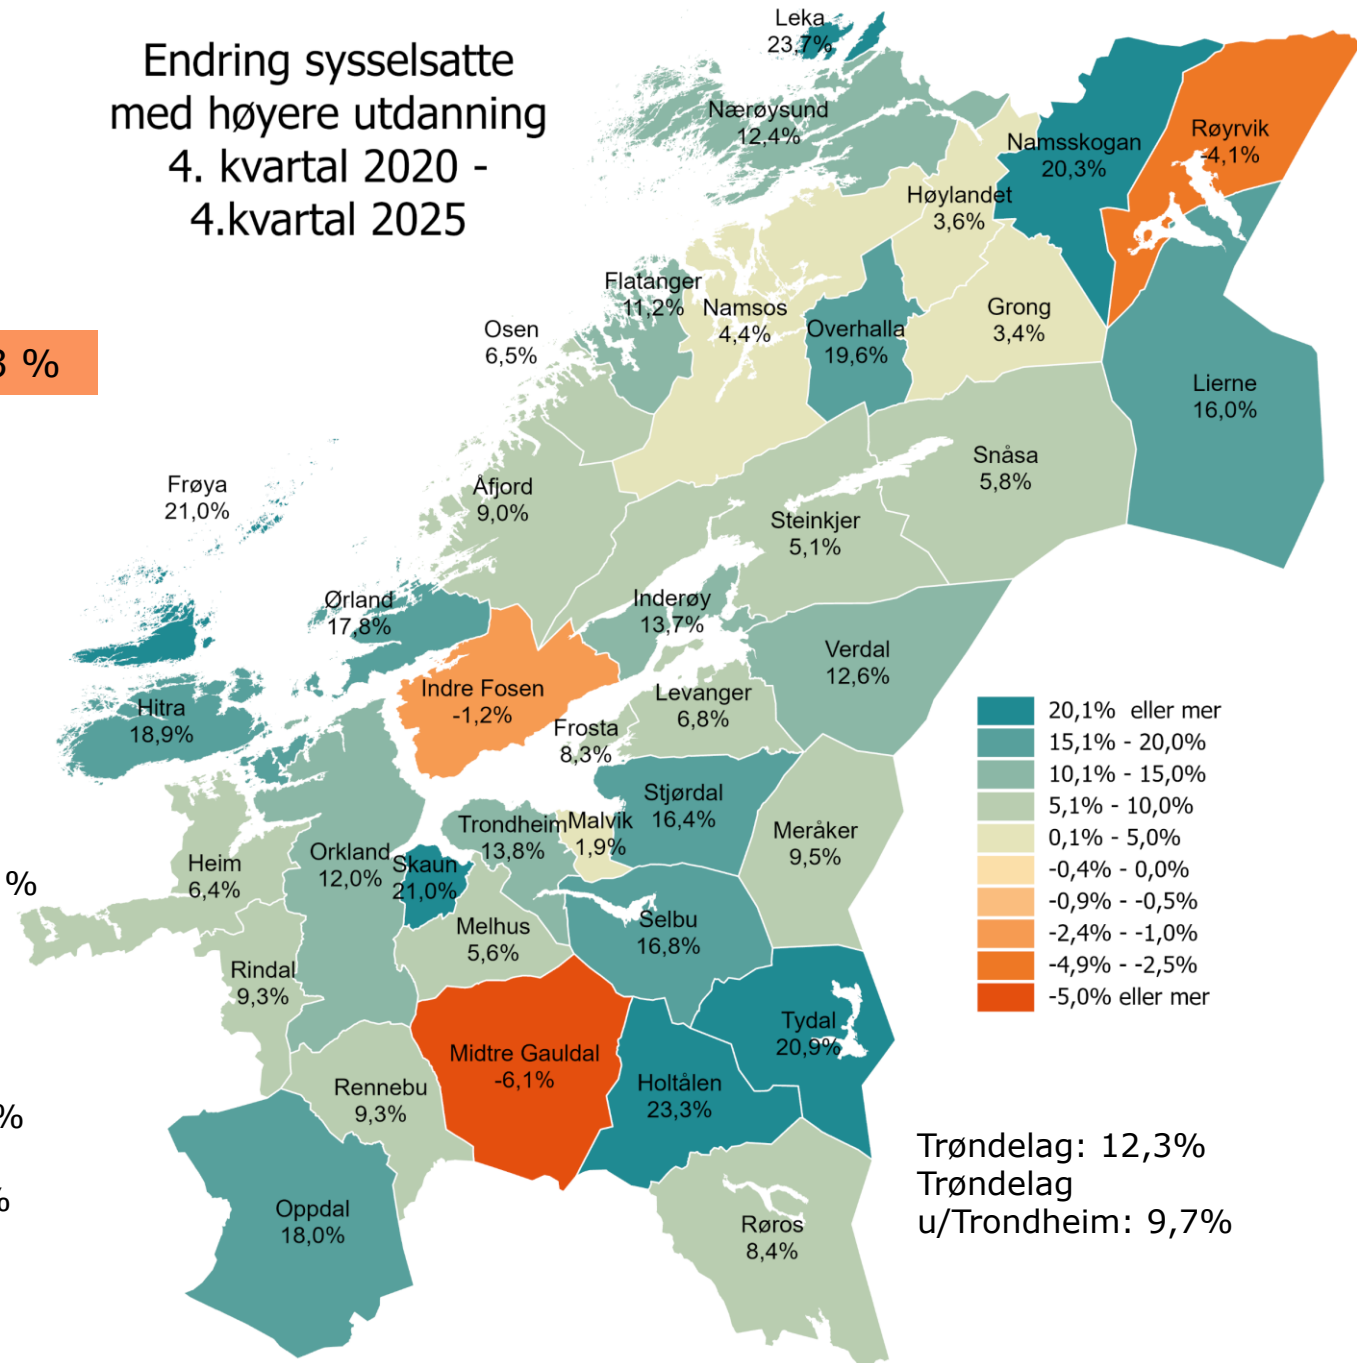 Endring sysselsatte
med høyere utdanning
4. kvartal 2020 -
4.kvartal 2025
Leka
23,7%
Nærøysund
12,4%
Namsskogan
20,3%
Røyrvik
-4,1%
Høylandet
3,6%
Flatanger
11,2%
Namsos
4,4%
Overhalla
19,6%
Grong
3,4%
Osen
6,5%
%
Lierne
16,0%
Snåsa
5,8%
Frøya
21,0%
Åfjord
9,0%
Steinkjer
5,1%
Ørland
17,8%
Inderøy
13,7%
Verdal
12,6%
Indre Fosen
-1,2%
Levanger
6,8%
Hitra
18,9%
Frosta
8,3%
20,1% eller mer
15,1% - 20,0%
10,1% - 15,0%
5,1% - 10,0%
0,1% - 5,0%
-0,4% - 0,0%
-0,9% - -0,5%
-2,4% - -1,0%
-4,9% - -2,5%
-5,0% eller mer
Stjørdal
16,4%
Trondheim
13,8%
Malvik
1,9%
Meråker
9,5%
Orkland
12,0%
Skaun
21,0%
Heim
6,4%
%
Melhus
5,6%
Selbu
16,8%
Rindal
9,3%
Tydal
20,9%
Midtre Gauldal
-6,1%
Holtålen
23,3%
Rennebu
9,3%
%
%
Oppdal
18,0%
Røros
8,4%
Trøndelag: 12,3%
Trøndelag
u/Trondheim: 9,7%